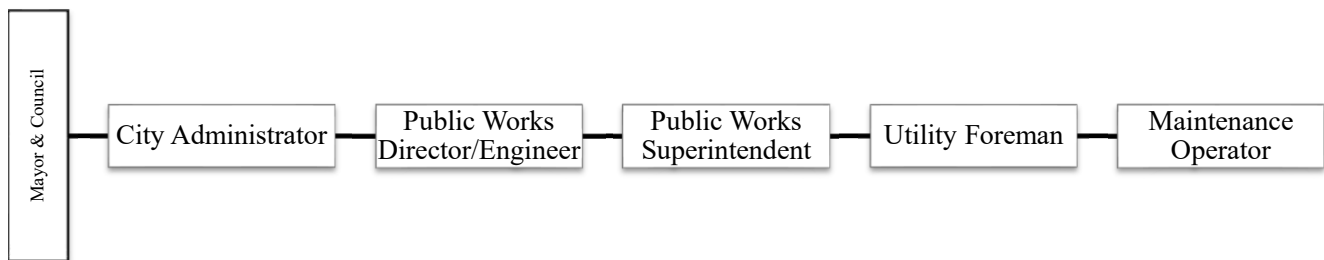 Mayor & Council
City Administrator
Public Works
Director/Engineer
Public Works
Superintendent
Utility Foreman
Maintenance
Operator